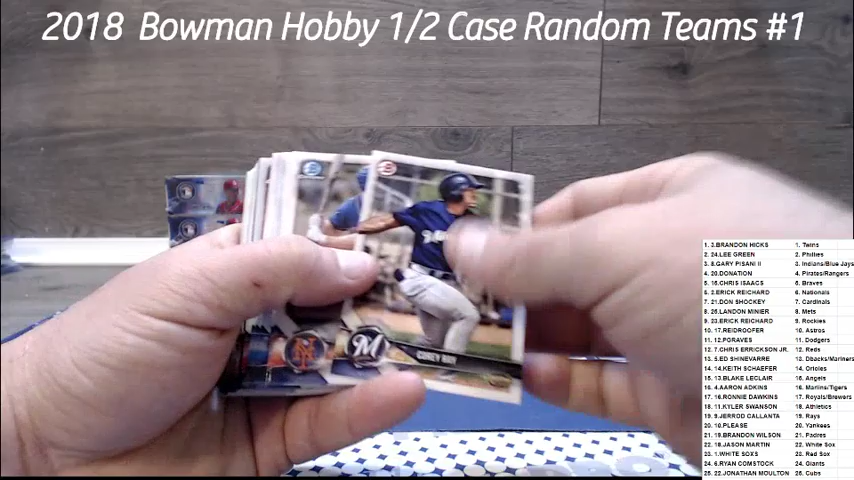 2018 Bowman Hobby 1/2 Case Random Teams #1
COREY RAY
1. 3.BRANDON HICKS 1. Twins
2. 24.LEE GREEN 2. Phillies
3. 8.GARY PISANI II 3. Indians/Blue Jays
4. 20.DONATION 4. Pirates/Rangers
5. 15.CHRIS ISAACS 5. Braves
6. 2.ERICK REICHARD 6. Nationals
7. 21.DON SHOCKEY 7. Cardinals
8. 25.LANDON MINIER 8. Mets
9. 23.ERICK REICHARD 9. Rockies
10. 17.REIDROOFER 10. Astros
11. 12.PGRAVES 11. Dodgers
12. 7.CHRIS ERRICKSON JR. 12. Reds
13. 5.ED SHINEVARRE 13. Dbacks/Mariners
14. 14.KEITH SCHAEFER 14. Orioles
15. 13.BLAKE LECLAIR 15. Angels
16. 4.AARON ADKINS 16. Marlins/Tigers
17. 16.RONNIE DAWKINS 17. Royals/Brewers
18. 11.KYLER SWANSON 18. Athletics
19. 9.JERROD CALLANTA 19. Rays
20. 10.PLEASE 20. Yankees
21. 19.BRANDON WILSON 21. Padres
22. 18.JASON MARTIN 22. White Sox
23. 1.WHITE SOXS 23. Red Sox
24. 6.RYAN COMSTOCK 24. Giants
25. 22.JONATHAN MOULTON 25. Cubs